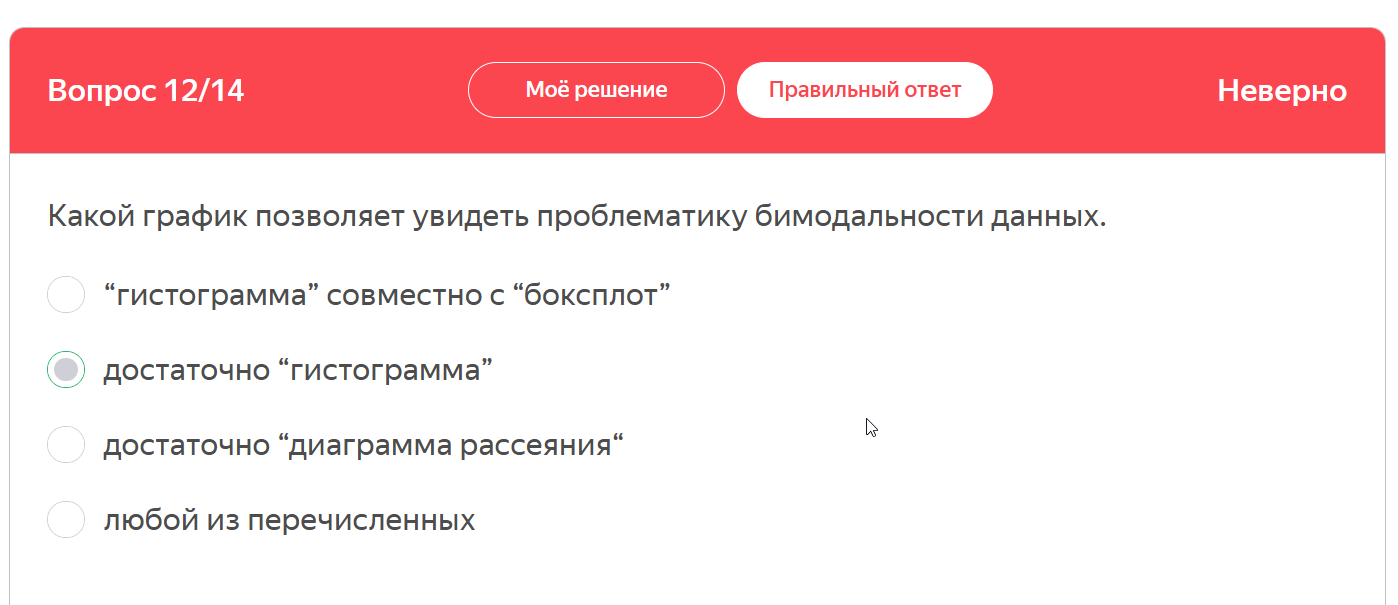 Вопрос 12/14
Моё решение
Правильный ответ
Неверно
Какой график позволяет увидеть проблематику бимодальности данных.
“гистограмма” совместно с “боксплот”
достаточно “гистограмма”
достаточно “диаграмма рассеяния“
любой из перечисленных